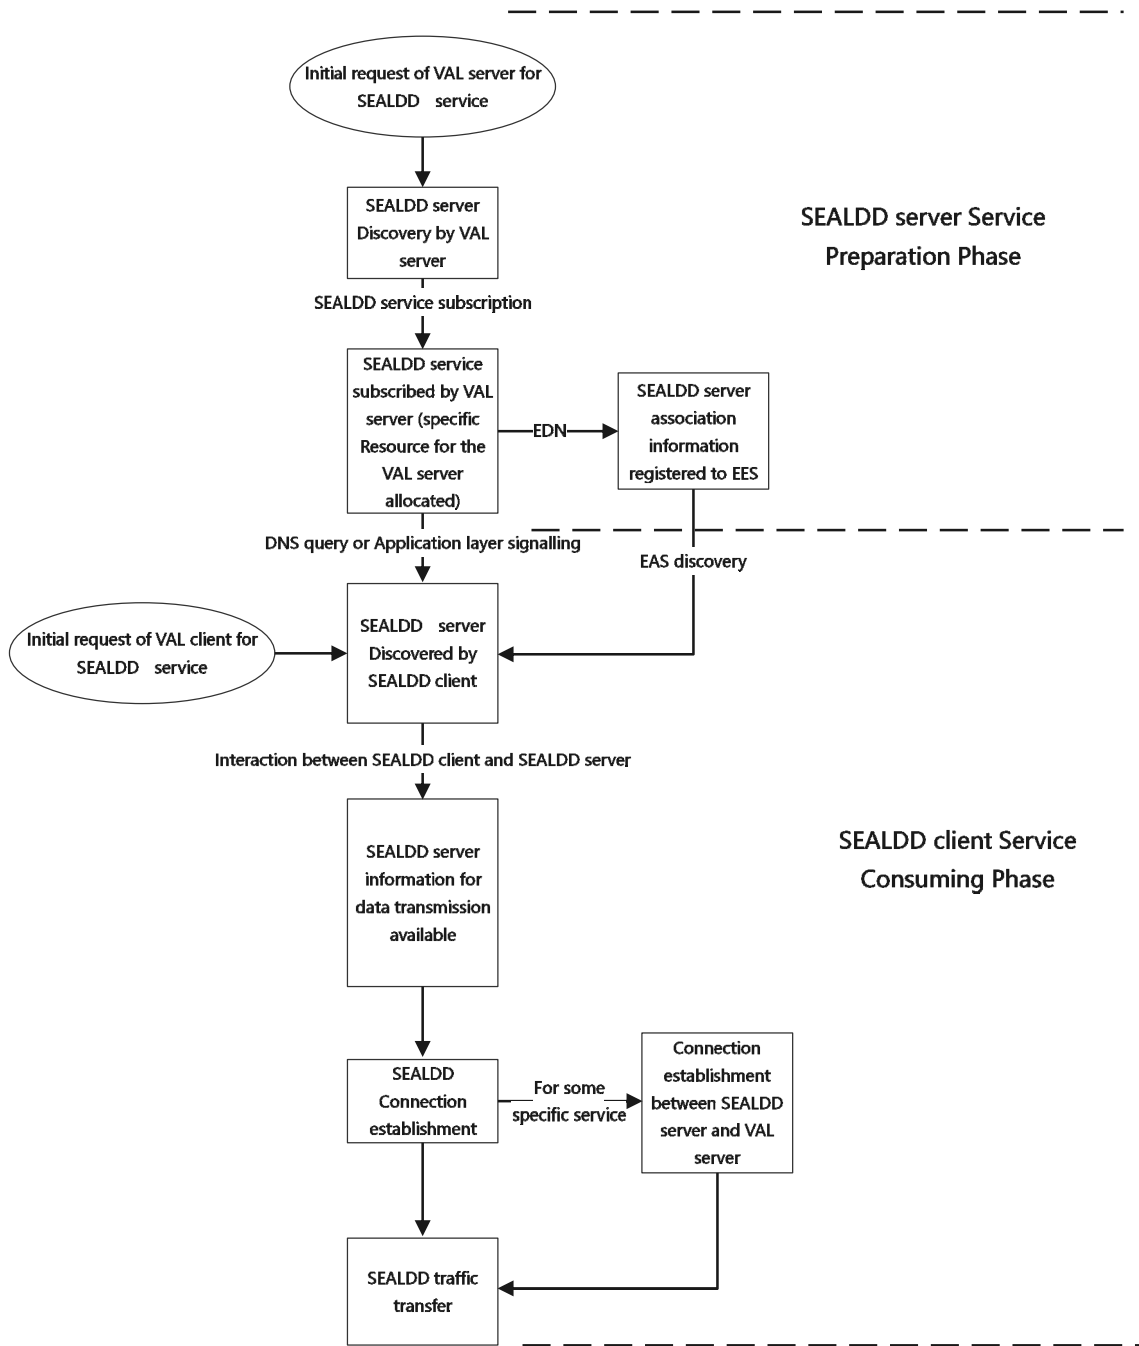 Initial request of VAL server for
SEALDD service
SEALDD server
Discovery by VAL
server
SEALDD server Service
Preparation Phase
SEALDD service subscription
SEALDD service
subscribed by VAL
server (specific
Resource for the
VAL server
allocated)
EDN
SEALDD server
association
information
registered to EES
DNS query or Application layer signalling
EAS discovery
Initial request of VAL client for
SEALDD service
SEALDD server
Discovered by
SEALDD client
Interaction between SEALDD client and SEALDD server
SEALDD server
information for
data transmission
available
SEALDD client Service
Consuming Phase
SEALDD
Connection
establishment
For some
specific service
Connection
establishment
between SEALDD
server and VAL
server
SEALDD traffic
transfer